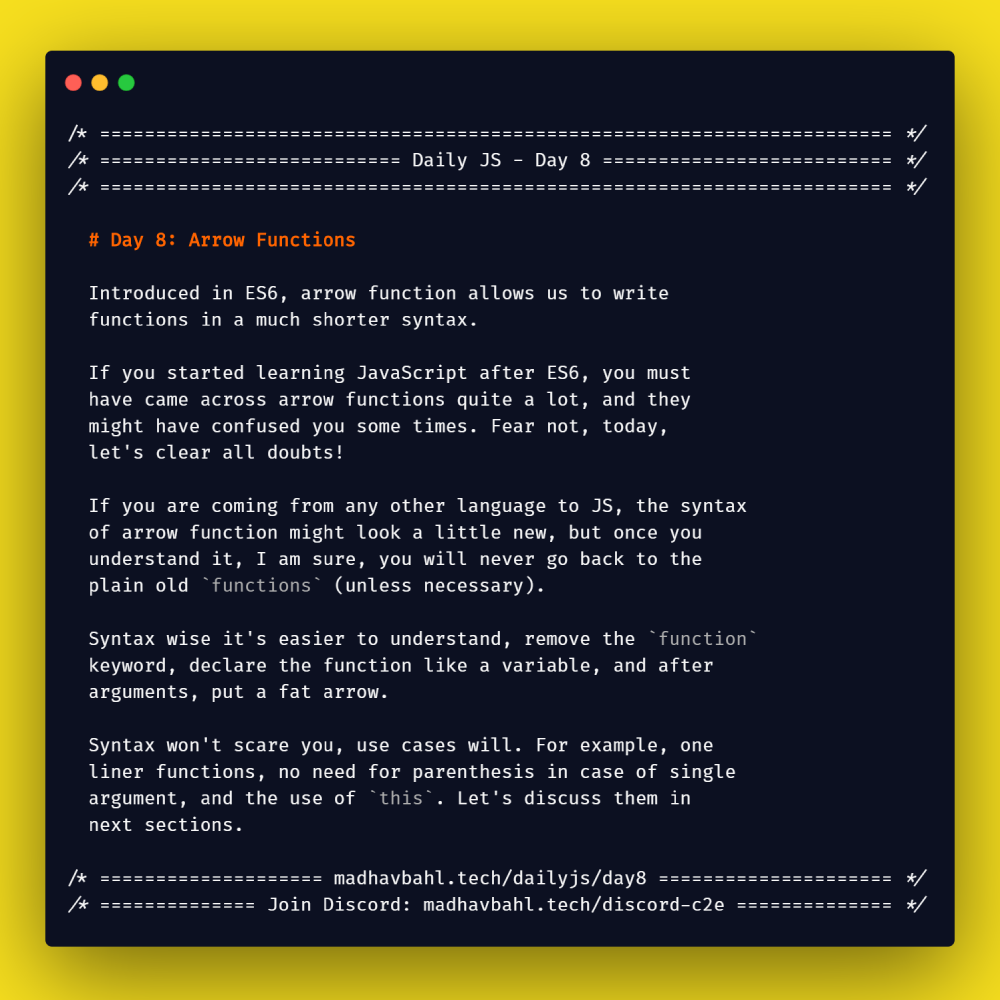 /* ======================================================================= */
/* =========================== Daily JS - Day 8 ========================== */
/* ======================================================================= */
# Day 8: Arrow Functions
Introduced in ES6, arrow function allows us to write
functions in a much shorter syntax.
If you started learning JavaScript after ES6, you must
have came across arrow functions quite a lot, and they
might have confused you some times. Fear not, today,
let's clear all doubts!
If you are coming from any other language to JS, the syntax
of arrow function might look a little new, but once you
understand it, I am sure, you will never go back to the
plain old `functions` (unless necessary).
Syntax wise it's easier to understand, remove the `function`
keyword, declare the function like a variable, and after
arguments, put a fat arrow.
Syntax won't scare you, use cases will. For example, one
liner functions, no need for parenthesis in case of single
argument, and the use of `this`. Let's discuss them in
next sections.
/* ==================== madhavbahl.tech/dailyjs/day8 ===================== */
/* ============== Join Discord: madhavbahl.tech/discord-c2e ============== */